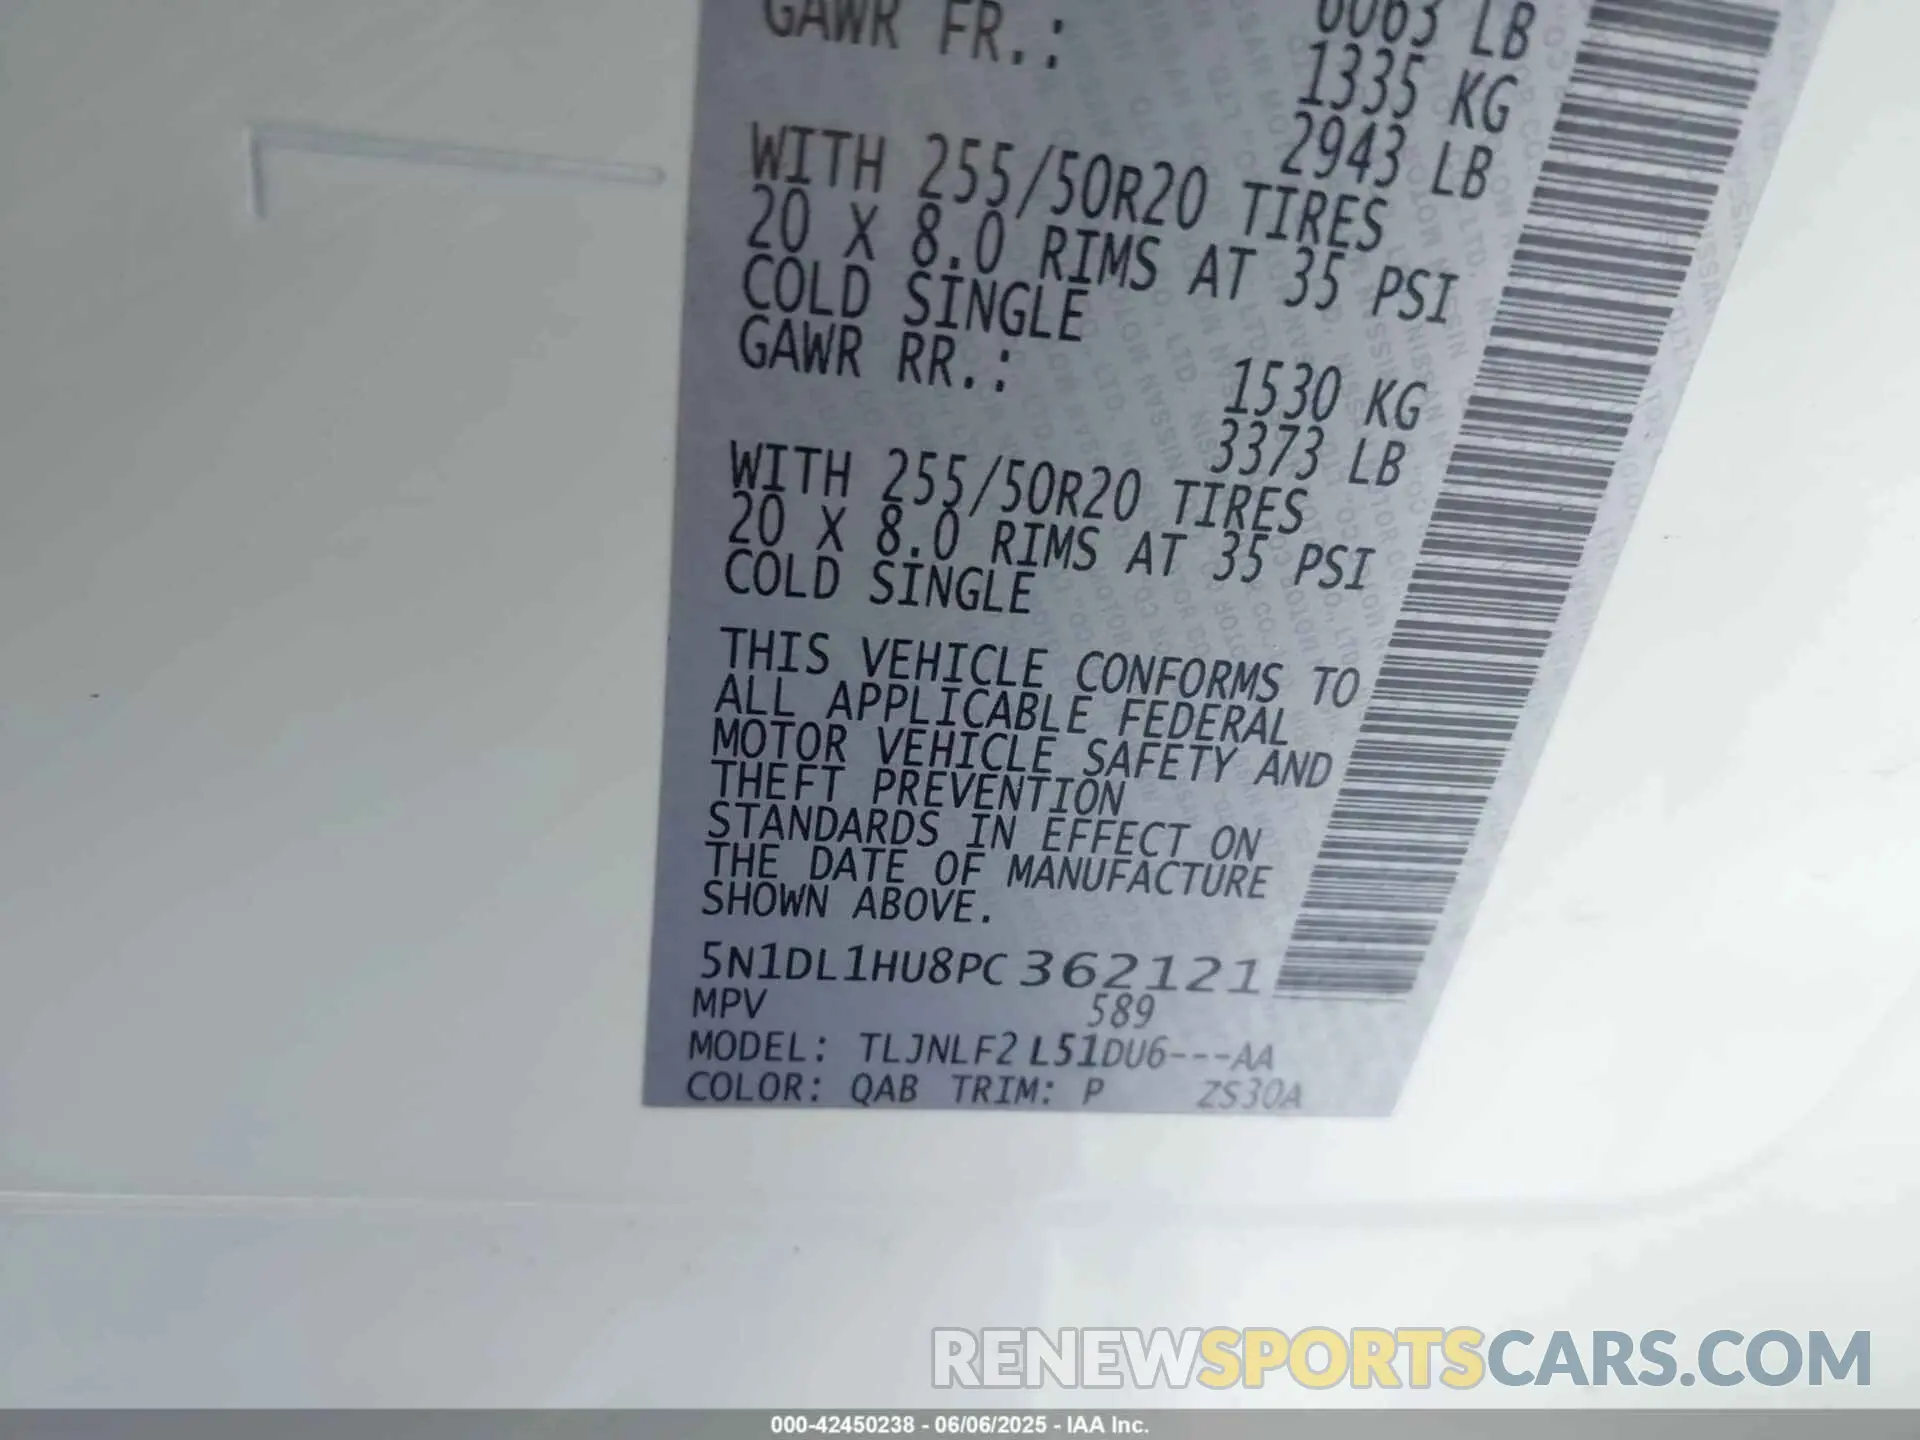 GAWR FR.: 6063 LB
1335 KG
2943 LB
WITH 255/50R20 TIRES
20 X 8.0 RIMS AT 35 PSI
COLD SINGLE
GAWR RR.: 1530 KG
3373 LB
WITH 255/50R20 TIRES
20 X 8.0 RIMS AT 35 PSI
COLD SINGLE
THIS VEHICLE CONFORMS TO
ALL APPLICABLE FEDERAL
MOTOR VEHICLE SAFETY AND
THEFT PREVENTION
STANDARDS IN EFFECT ON
THE DATE OF MANUFACTURE
SHOWN ABOVE.
5N1DL1HU8PC362121
MPV 589
MODEL: TLJNLF2 L51DU6---AA
COLOR: QAB TRIM: P ZS30A
RENEWSPORTSCARS.COM
000-42450238 - 06/06/2025 - IAA Inc.